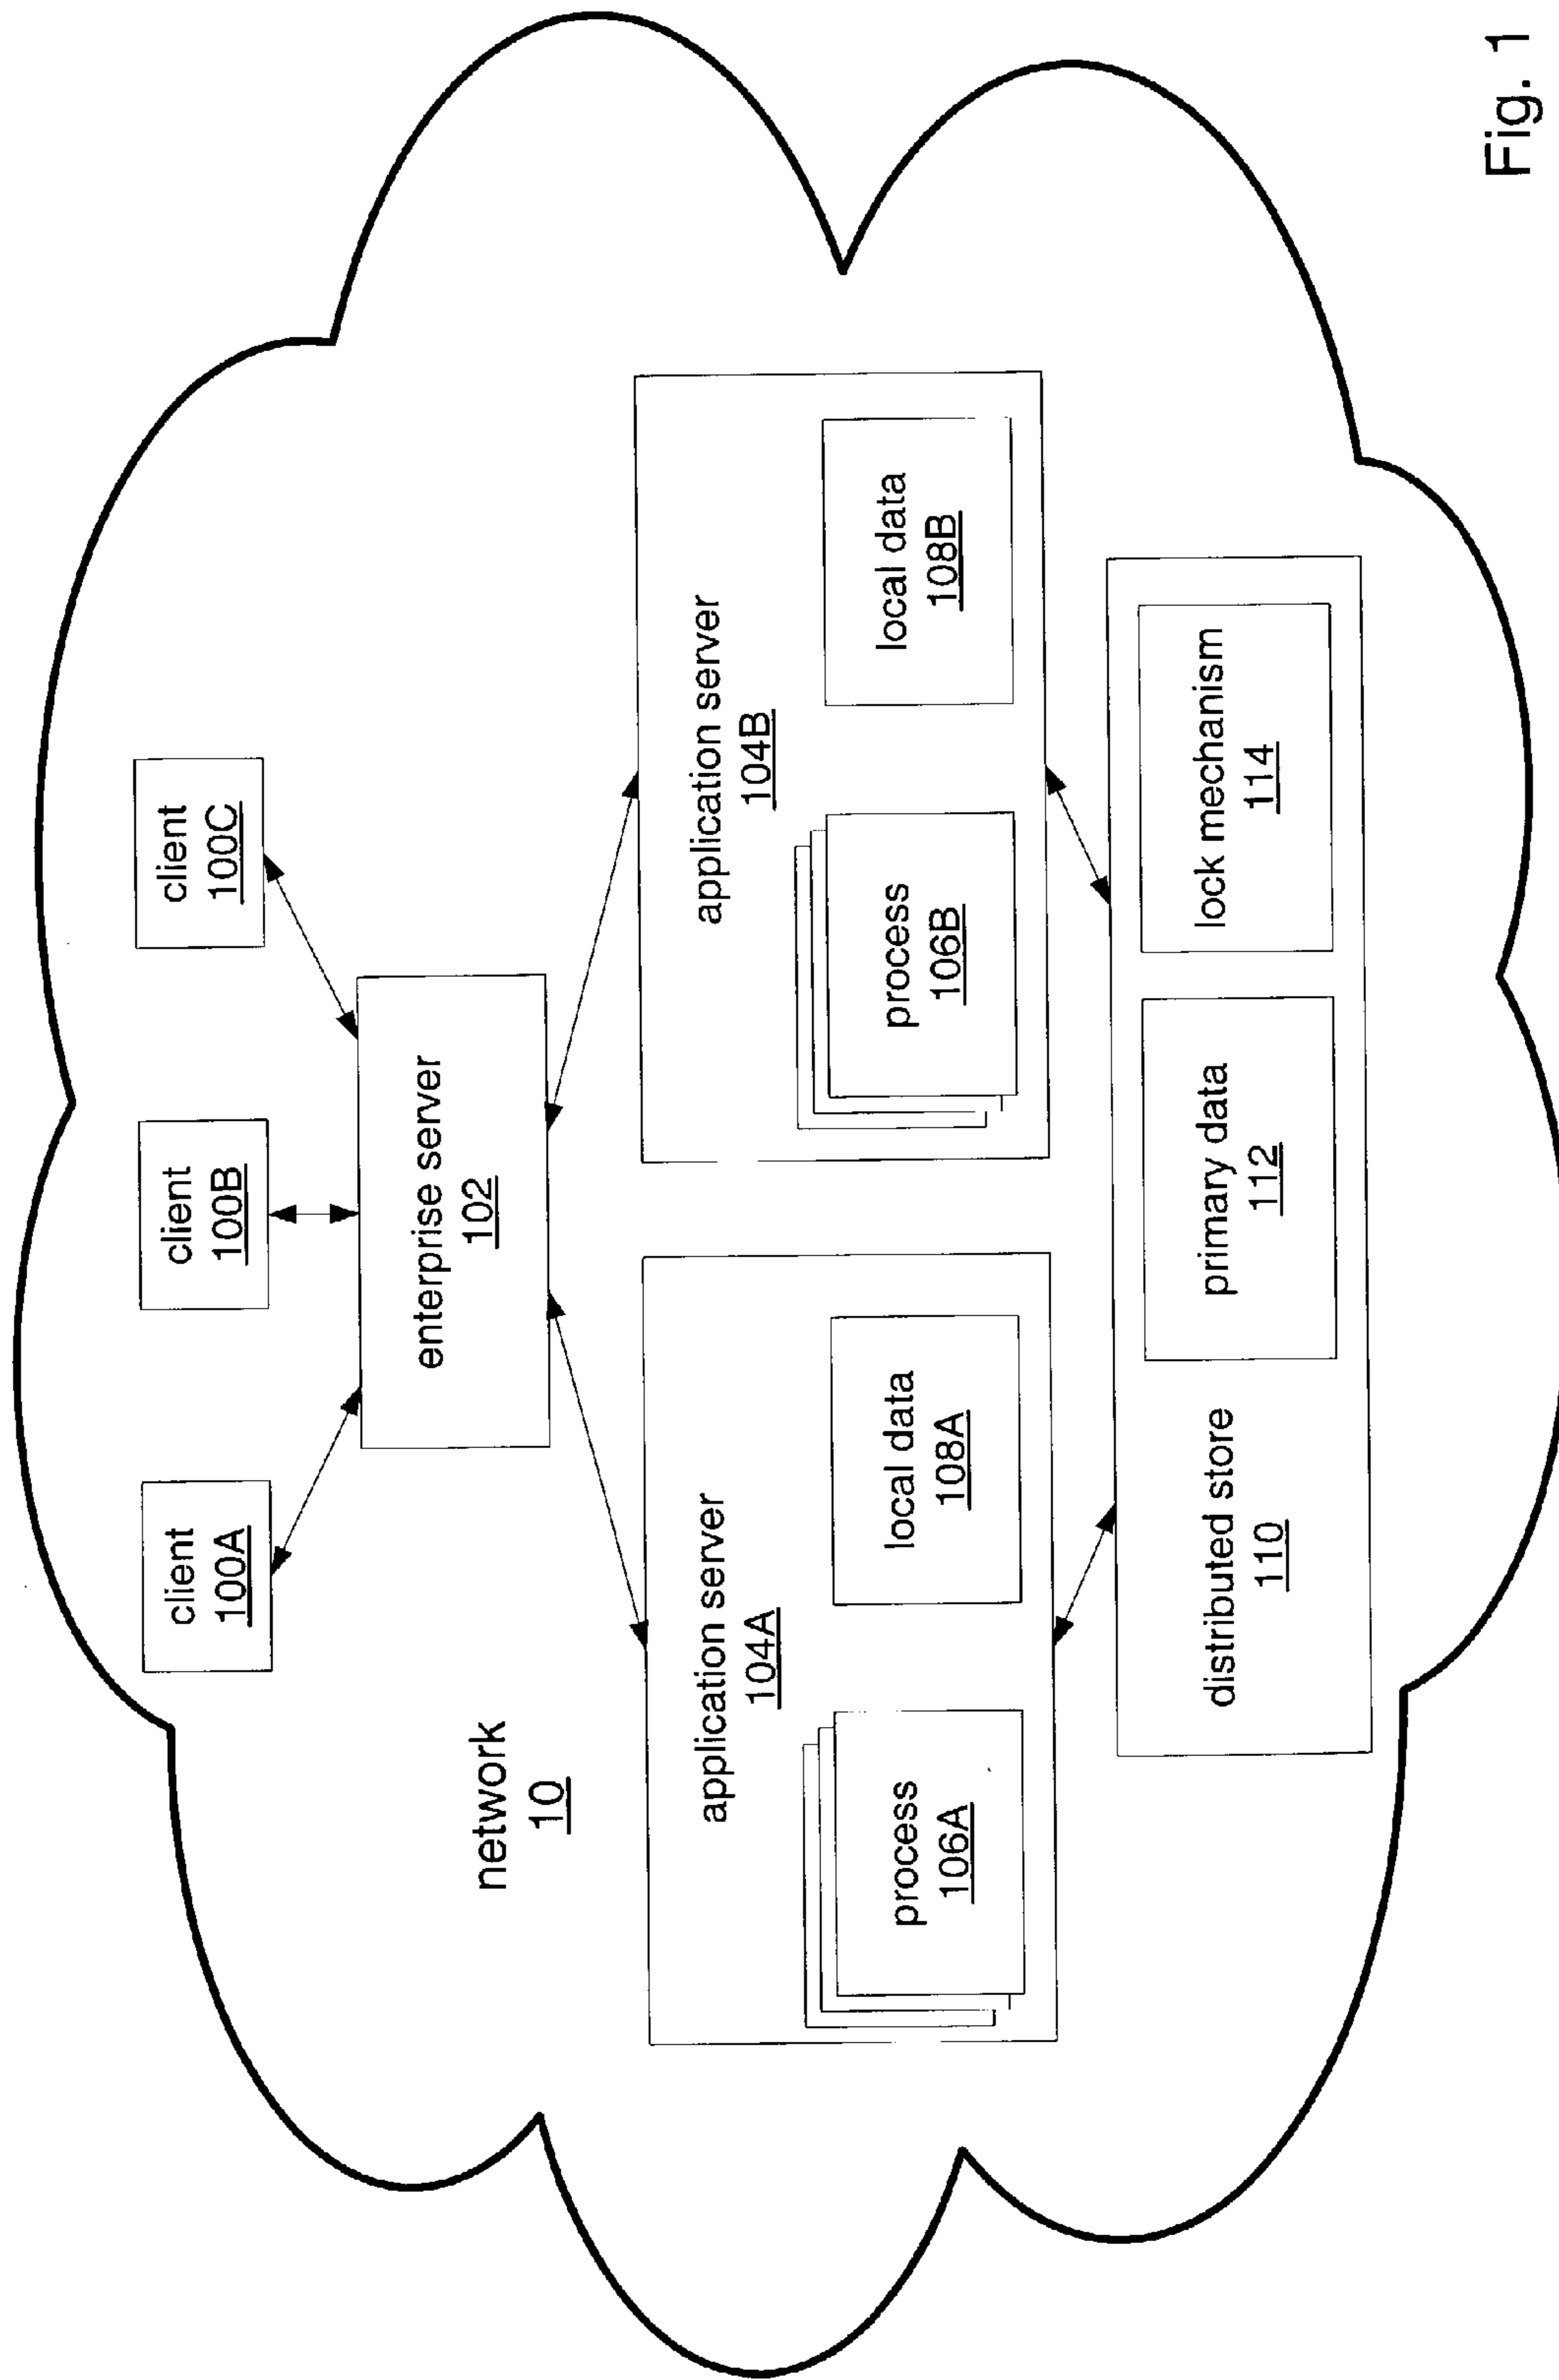 client
100A
client
100B
client
100C
network
10
enterprise server
102
application server
104A
process
106A
local data
108A
application server
104B
process
106B
local data
108B
distributed store
110
primary data
112
lock mechanism
114
Fig. 1